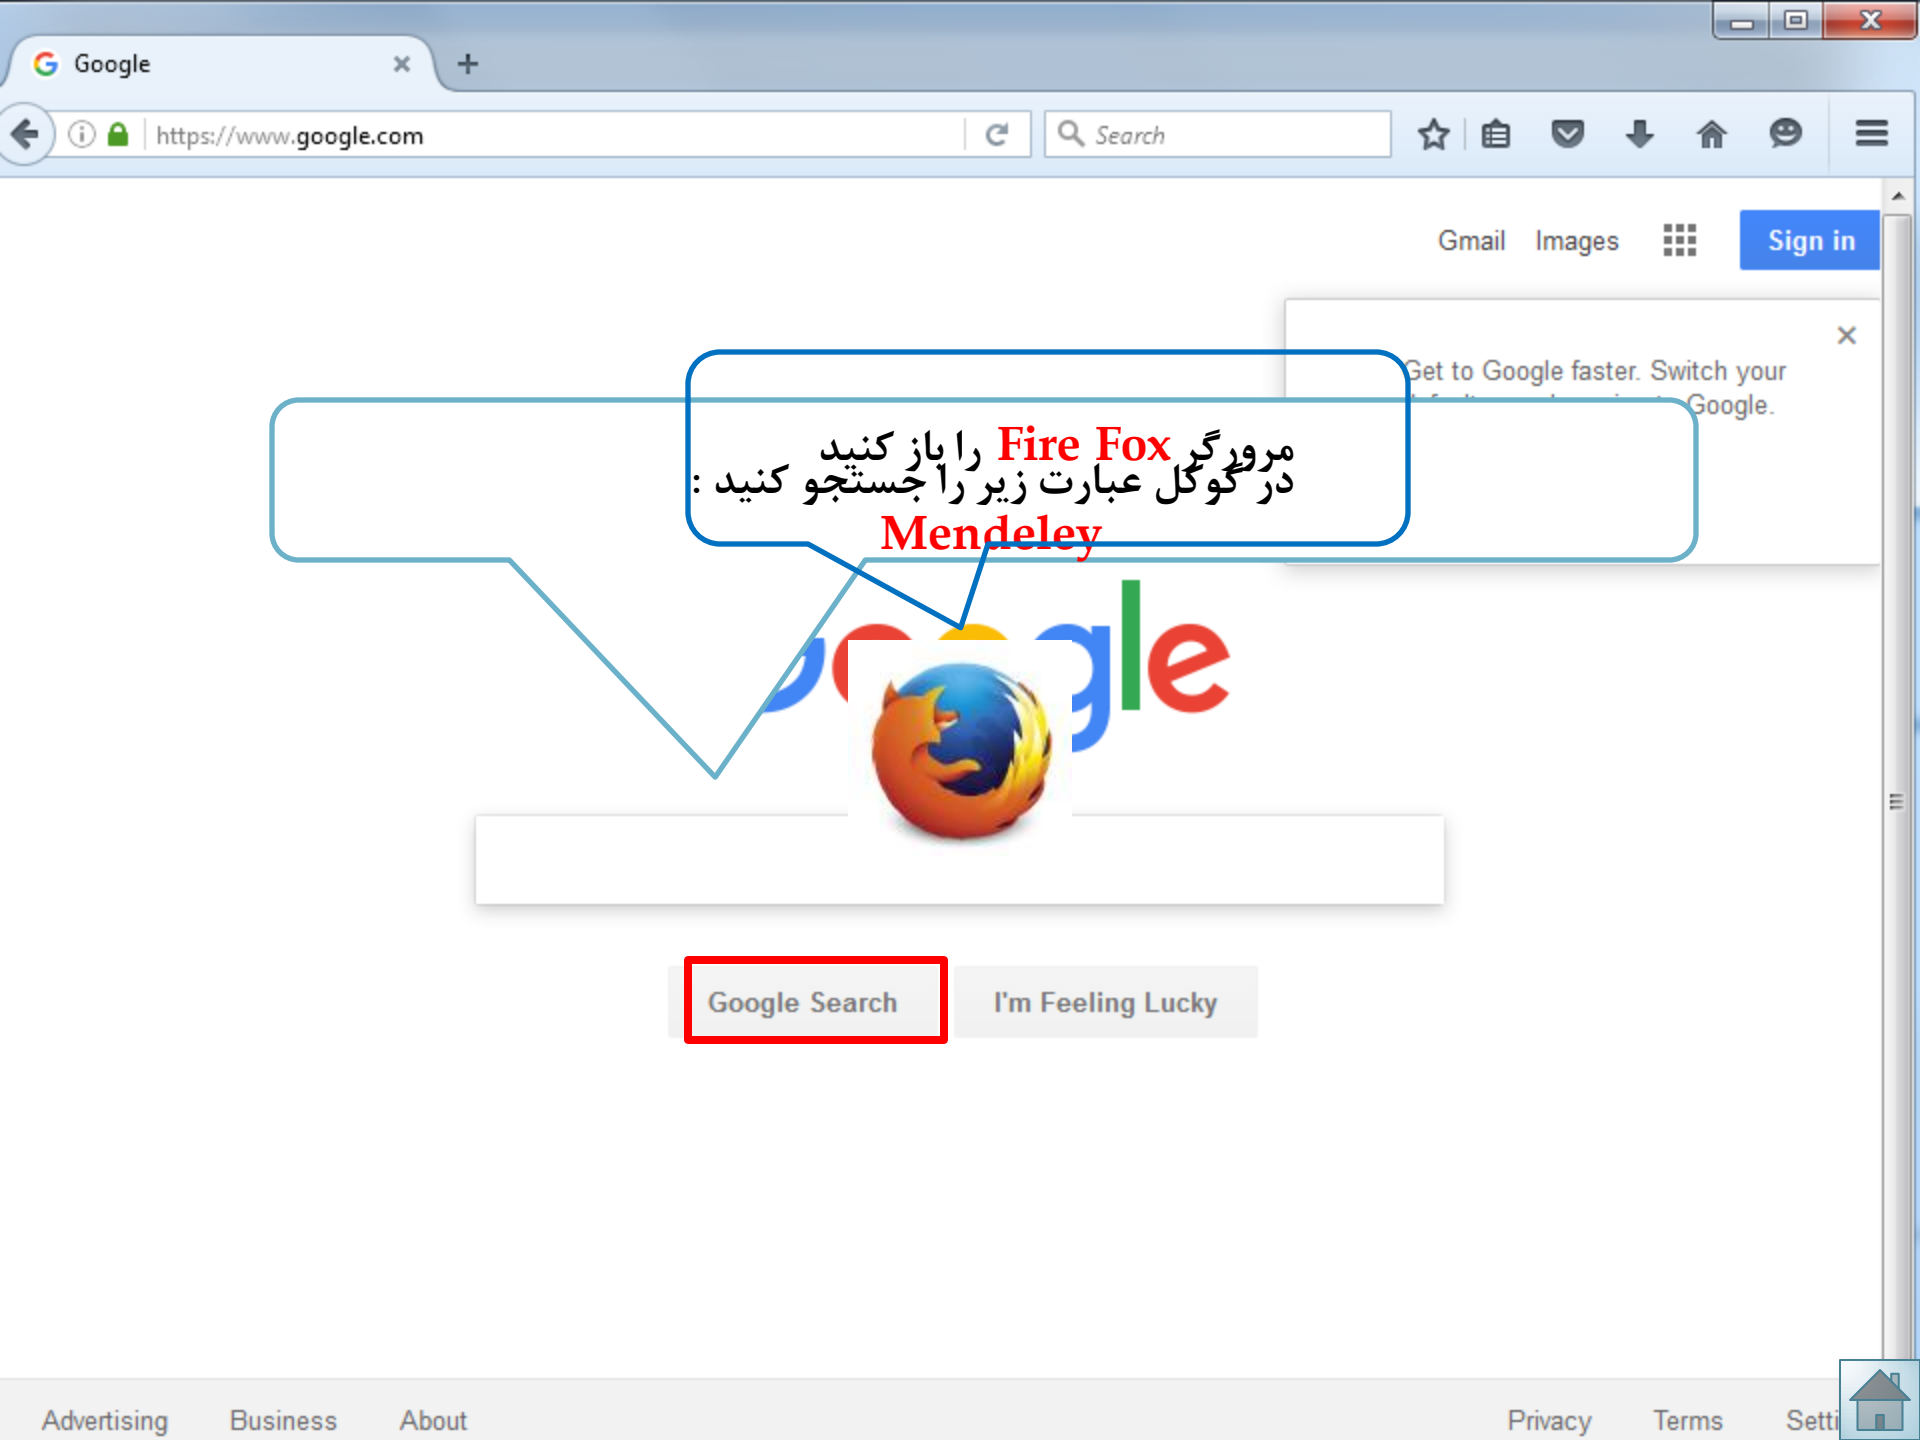 Google
https://www.google.com
Search
Gmail Images Sign in
Get to Google faster. Switch your
Google.
مرورگر Fire Fox را باز کنید
در گوگل عبارت زیر را جستجو کنید :
Mendeley
Google Search I'm Feeling Lucky
Advertising Business About Privacy Terms